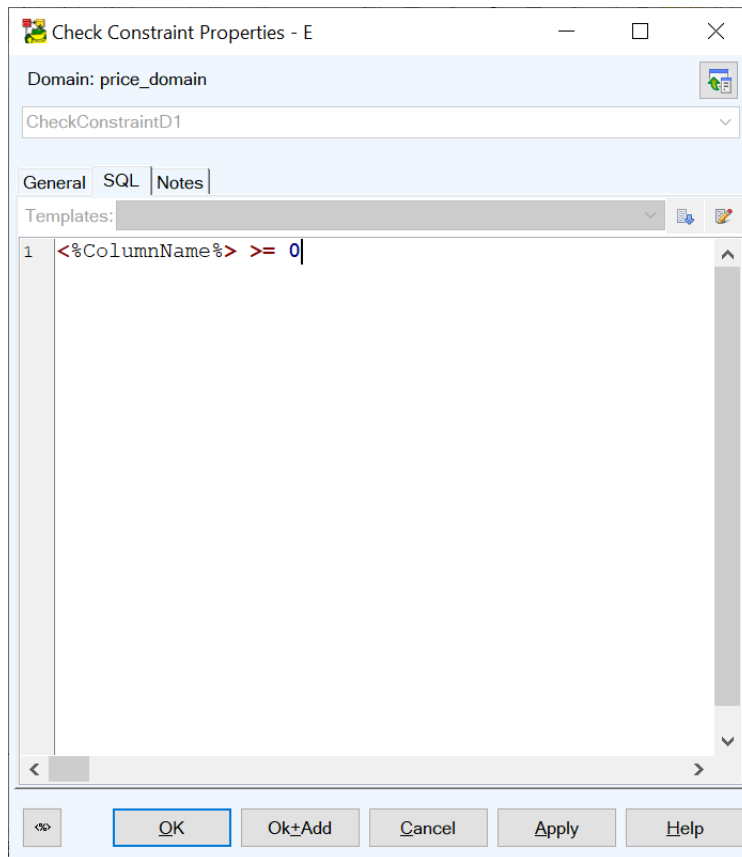 Check Constraint Properties - E
Domain: price_domain
CheckConstraintD1
General SQL Notes
Templates:
1 <%ColumnName%> >= 0
<%> OK Ok+Add Cancel Apply Help